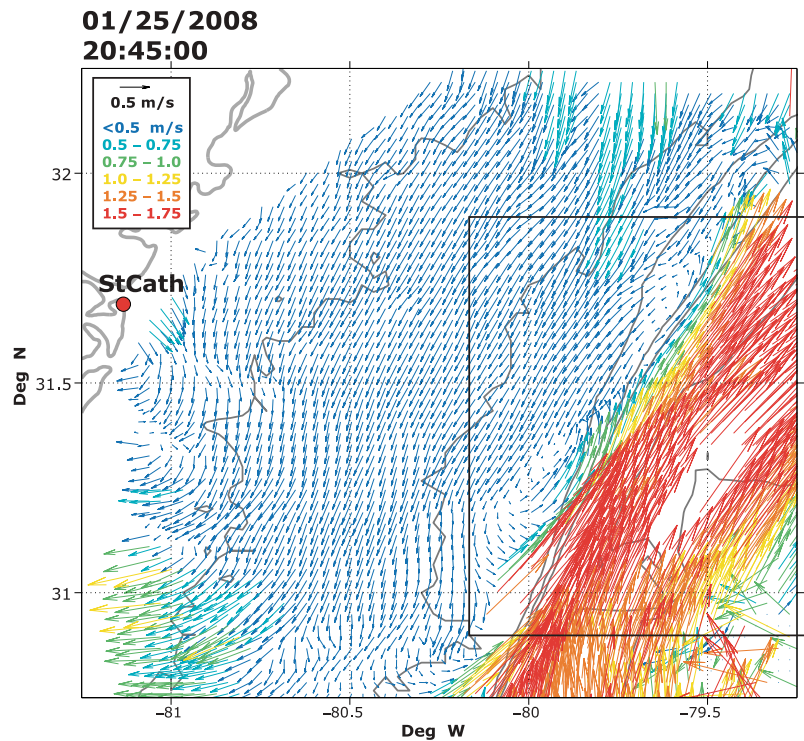 01/25/2008
20:45:00
0.5 m/s
<0.5 m/s
0.5 – 0.75
0.75 – 1.0
1.0 – 1.25
1.25 – 1.5
1.5 – 1.75
StCath
32
31.5
31
Deg N
−81
−80.5
−80
−79.5
Deg W